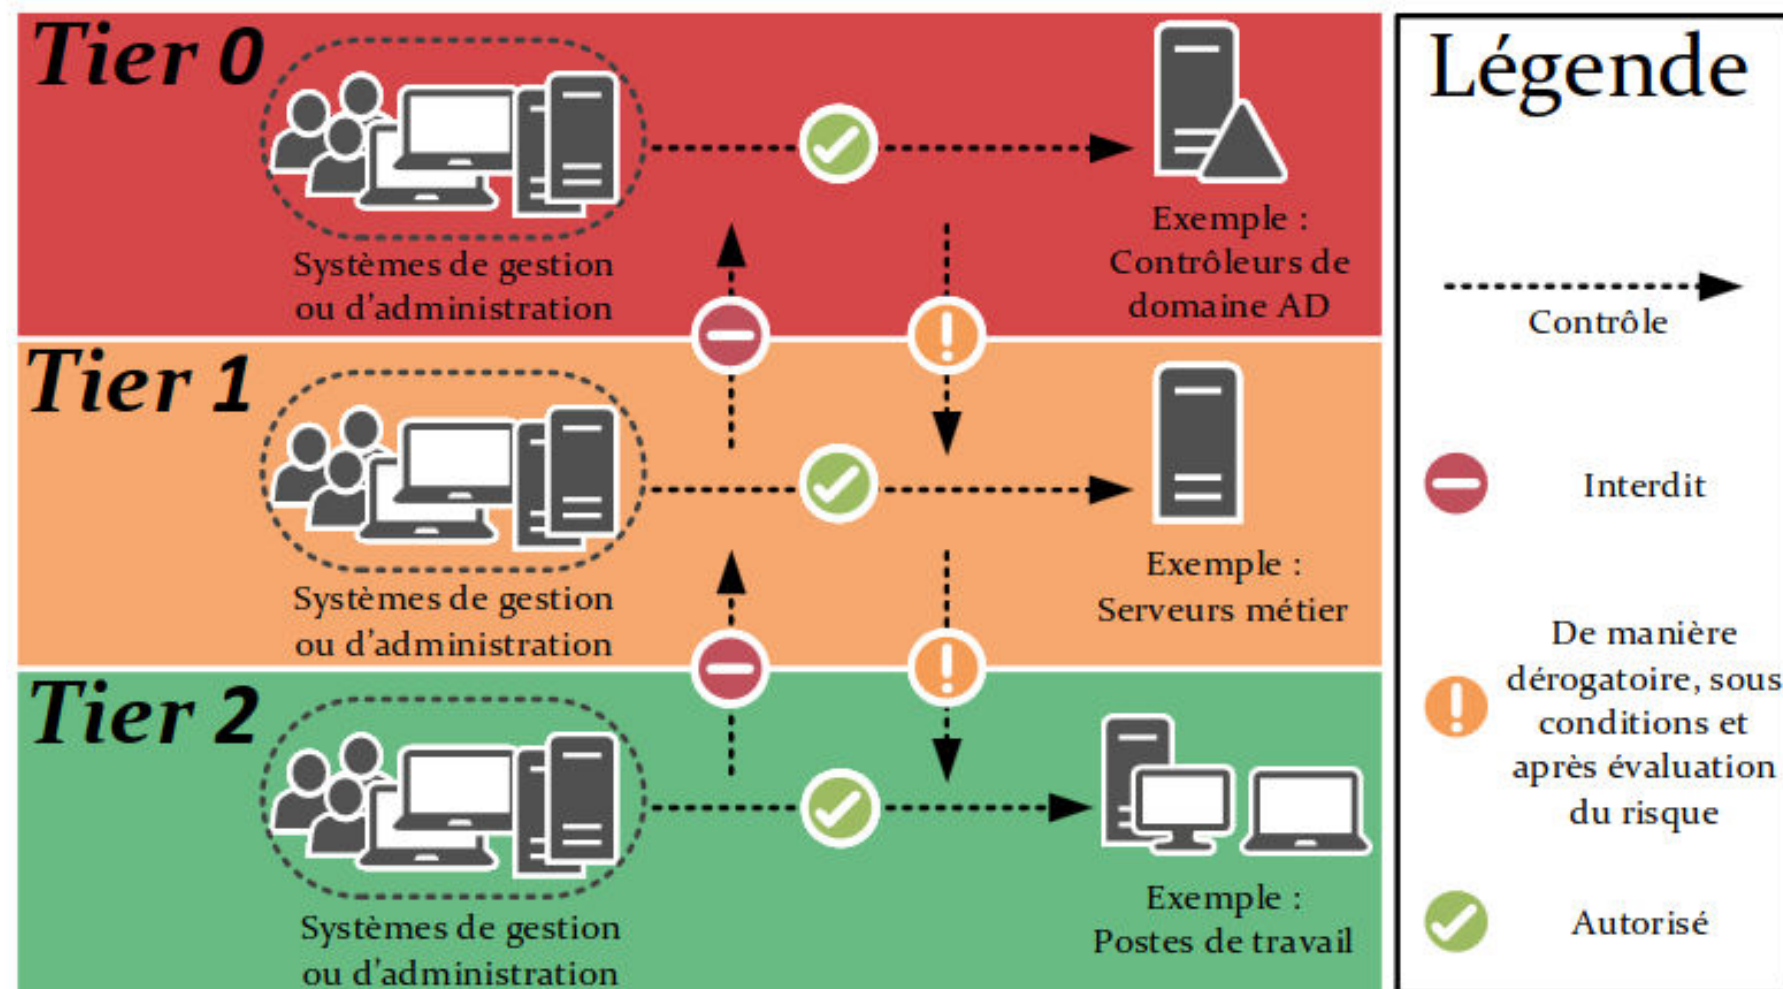 Tier 0
Systèmes de gestion
ou d'administration
Exemple :
Contrôleurs de
domaine AD
Tier 1
Systèmes de gestion
ou d'administration
Exemple :
Serveurs métier
Tier 2
Systèmes de gestion
ou d'administration
Exemple :
Postes de travail
Légende
Contrôle
Interdit
De manière
dérogatoire, sous
conditions et
après évaluation
du risque
Autorisé